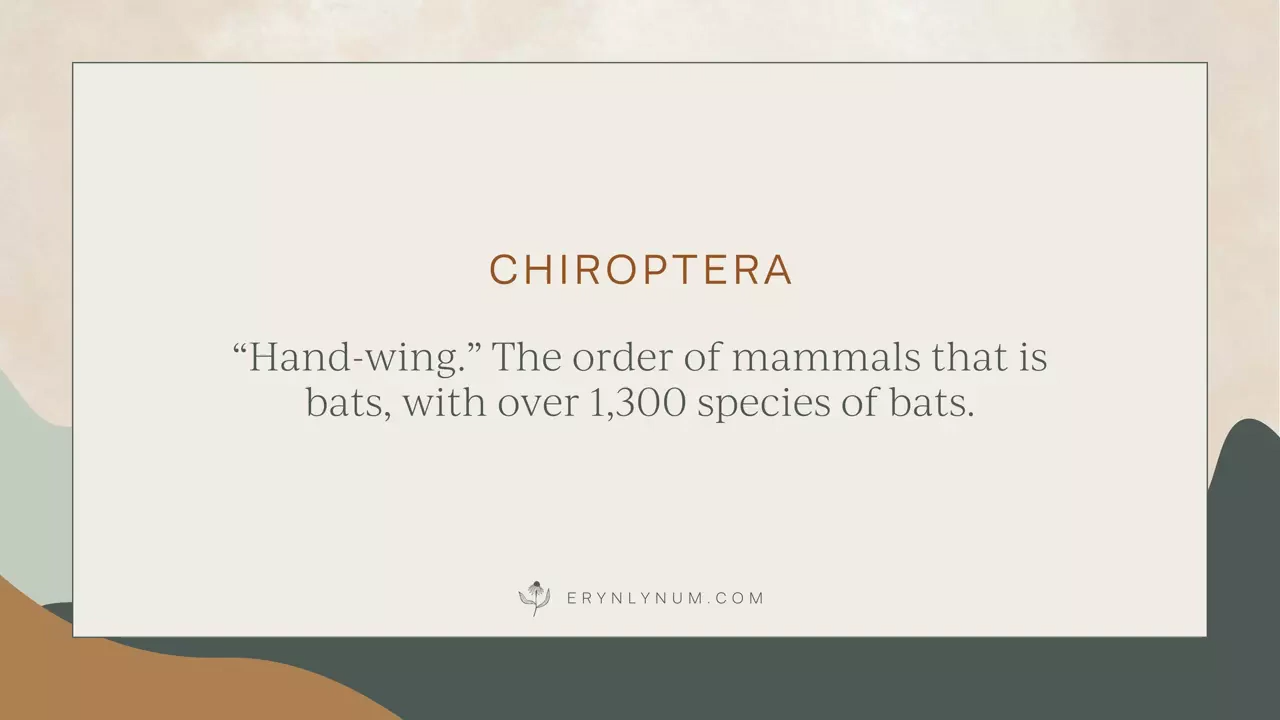 CHIROPTERA
“Hand-wing.” The order of mammals that is
bats, with over 1,300 species of bats.
ERYNLYNUM.COM